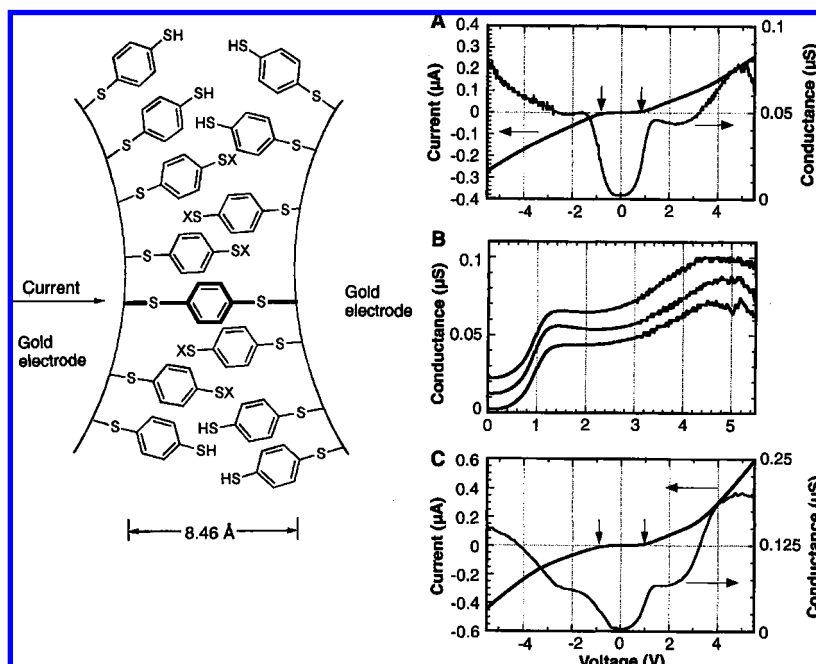 SH
HS
S
S
SH
S
HS
S
SX
S
XS
S
SX
S
Current
S
S
Gold
electrode
Gold
electrode
XS
S
S
SX
HS
S
S
SH
HS
S
8.46 Å
A
0.4
0.3
0.2
0.1
0
-0.1
-0.2
-0.3
-0.4
Current (µA)
0.1
0.05
0
Conductance (µS)
-4
-2
0
2
4
B
0.1
0.05
0
Conductance (µS)
0
1
2
3
4
5
C
0.6
0.4
0.2
0
-0.2
-0.4
-0.6
Current (µA)
0.25
0.125
0
Conductance (µS)
-4
-2
0
2
4
Voltage (V)